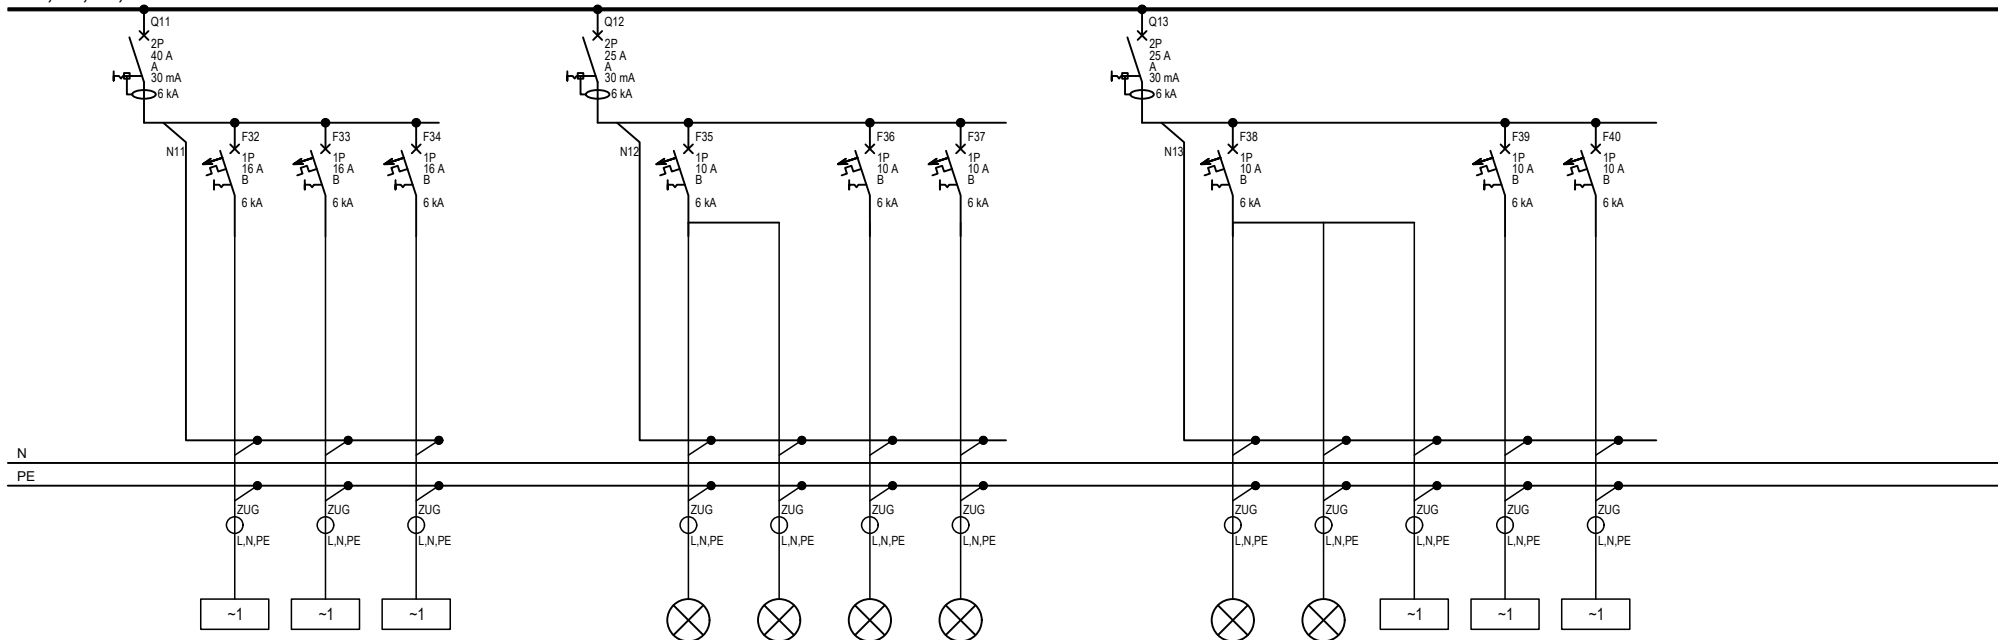 Q11
2P
40 A
A
30 mA
6 kA
Q12
2P
25 A
A
30 mA
6 kA
Q13
2P
25 A
A
30 mA
6 kA
N11
F32
1P
16 A
B
6 kA
F33
1P
16 A
B
6 kA
F34
1P
16 A
B
6 kA
N12
F35
1P
10 A
B
6 kA
F36
1P
10 A
B
6 kA
F37
1P
10 A
B
6 kA
N13
F38
1P
10 A
B
6 kA
F39
1P
10 A
B
6 kA
F40
1P
10 A
B
6 kA
N
PE
ZUG ZUG ZUG ZUG ZUG ZUG ZUG ZUG ZUG ZUG ZUG ZUG
L,N,PE L,N,PE L,N,PE L,N,PE L,N,PE L,N,PE L,N,PE L,N,PE L,N,PE L,N,PE L,N,PE L,N,PE
~1 ~1 ~1 ~1 ~1 ~1